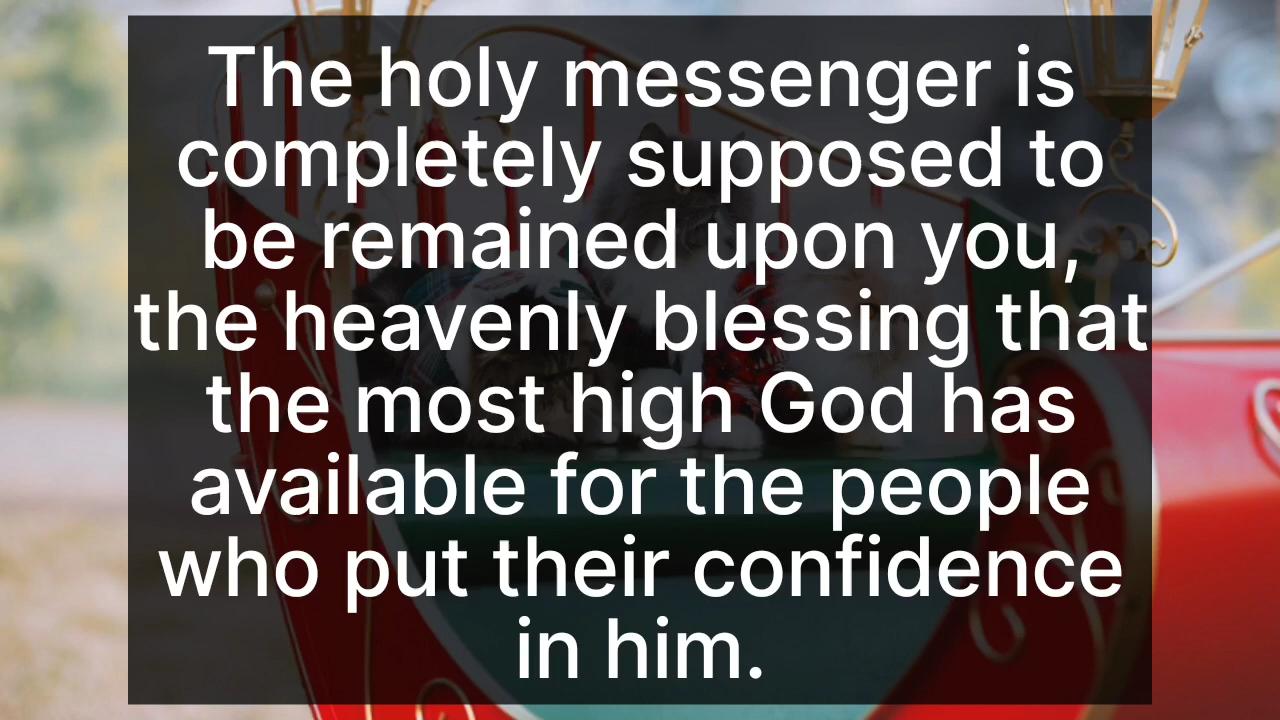 The holy messenger is
completely supposed to
be remained upon you,
the heavenly blessing that
the most high God has
available for the people
who put their confidence
in him.